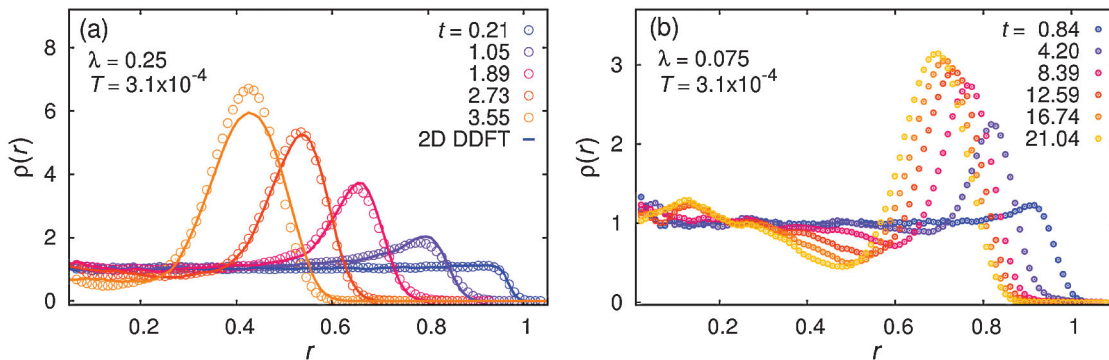 (a)
λ = 0.25
T = 3.1x10⁻⁴
t = 0.21
1.05
1.89
2.73
3.55
2D DDFT
8
6
4
2
0
ρ(r)
0.2 0.4 0.6 0.8 1
r
(b)
λ = 0.075
T = 3.1x10⁻⁴
t = 0.84
4.20
8.39
12.59
16.74
21.04
3
2
1
0
ρ(r)
0.2 0.4 0.6 0.8 1
r